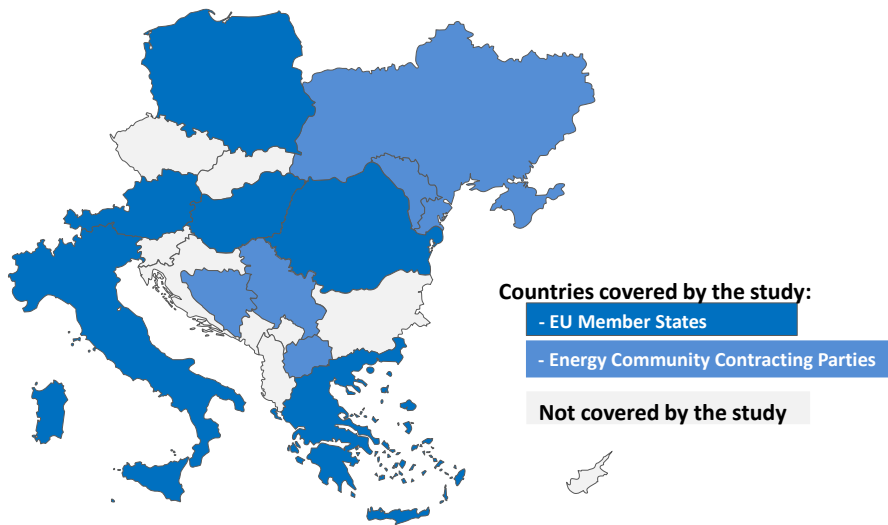 Countries covered by the study:
- EU Member States
- Energy Community Contracting Parties
Not covered by the study